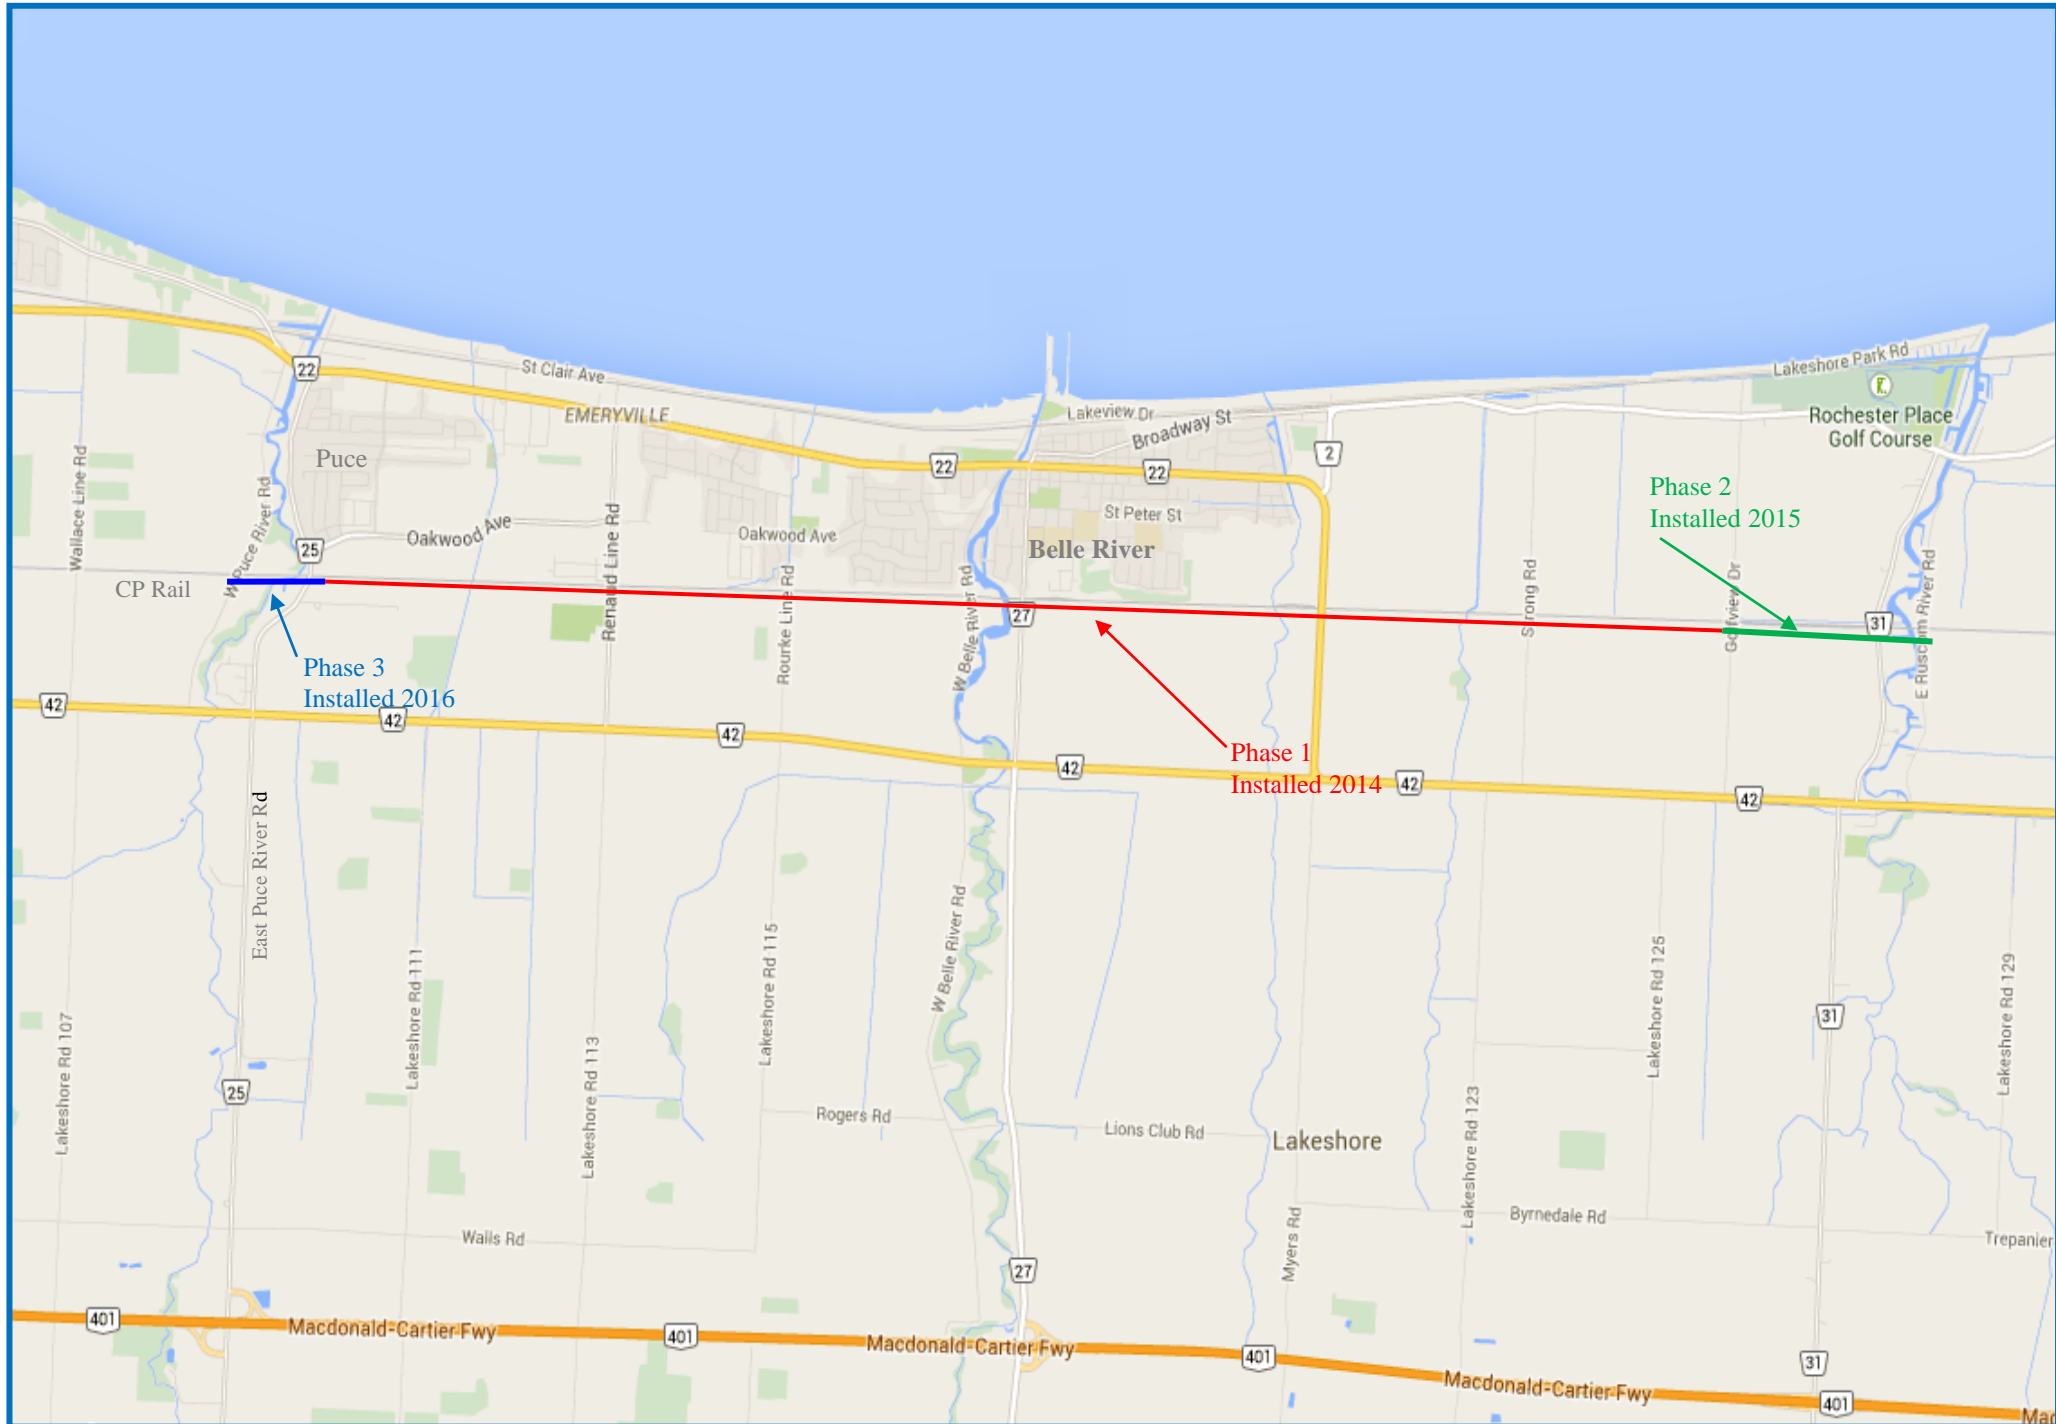 Lakeshore Park Rd
22
St Clair Ave
EMERYVILLE
Lakeview Dr
Broadway St
Rochester Place
Golf Course
2
22
22
Puce
Wallace Line Rd
W Puce River Rd
25
Oakwood Ave
Renaud Line Rd
Oakwood Ave
St Peter St
Belle River
Phase 2
Installed 2015
CP Rail
Rourke Line Rd
W Belle River Rd
27
Strong Rd
Golfview Dr
31
E Ruscom River Rd
Phase 3
Installed 2016
42
42
42
42
Phase 1
Installed 2014
42
42
East Puce River Rd
Lakeshore Rd 107
25
Lakeshore Rd 111
Lakeshore Rd 113
Lakeshore Rd 115
W Belle River Rd
Rogers Rd
Lions Club Rd
Lakeshore
Lakeshore Rd 123
Lakeshore Rd 125
31
Lakeshore Rd 129
Walls Rd
Myers Rd
Byrnedale Rd
Trepanier
27
401
Macdonald-Cartier Fwy
401
Macdonald-Cartier Fwy
401
Macdonald-Cartier Fwy
31
401
Mac